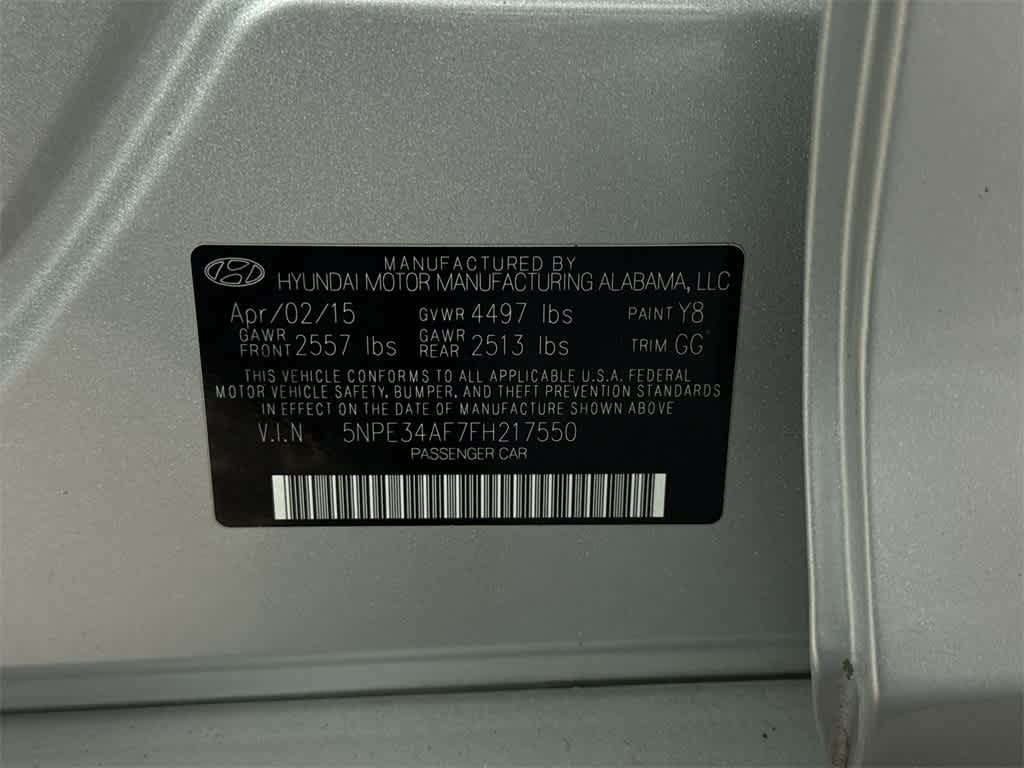 MANUFACTURED BY
HYUNDAI MOTOR MANUFACTURING ALABAMA, LLC
Apr/02/15 GVWR 4497 lbs PAINT Y8
GAWR FRONT 2557 lbs GAWR REAR 2513 lbs TRIM GG
THIS VEHICLE CONFORMS TO ALL APPLICABLE U.S.A. FEDERAL
MOTOR VEHICLE SAFETY, BUMPER, AND THEFT PREVENTION STANDARDS
IN EFFECT ON THE DATE OF MANUFACTURE SHOWN ABOVE
V.I.N 5NPE34AF7FH217550
PASSENGER CAR